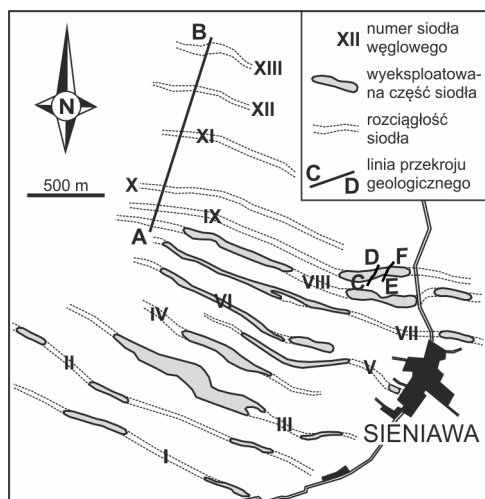 B
XIII
XII
XI
X
IX
A
N
500 m
XII
numer siodła
węglowego
wyeksploatowa-
na część siodła
rozciągłość
siodła
C
D
linia przekroju
geologicznego
D
F
C
E
VIII
VI
VII
IV
V
II
III
I
SIENIAWA